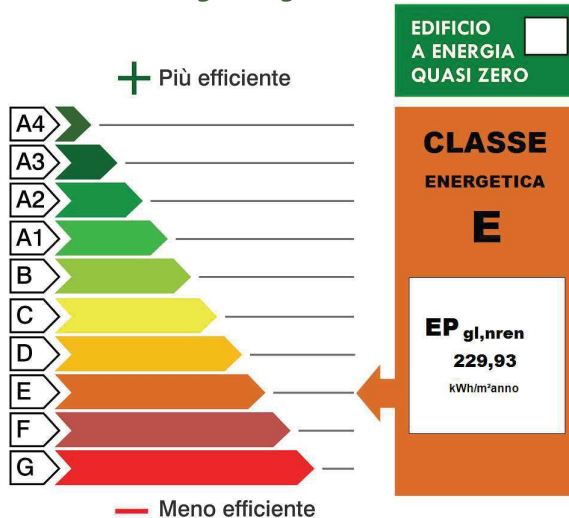 EDIFICIO
A ENERGIA
QUASI ZERO
Più efficiente
A4
A3
A2
A1
B
C
D
E
F
G
Meno efficiente
CLASSE
ENERGETICA
E
EP gl,nren
229,93
kWh/m²anno